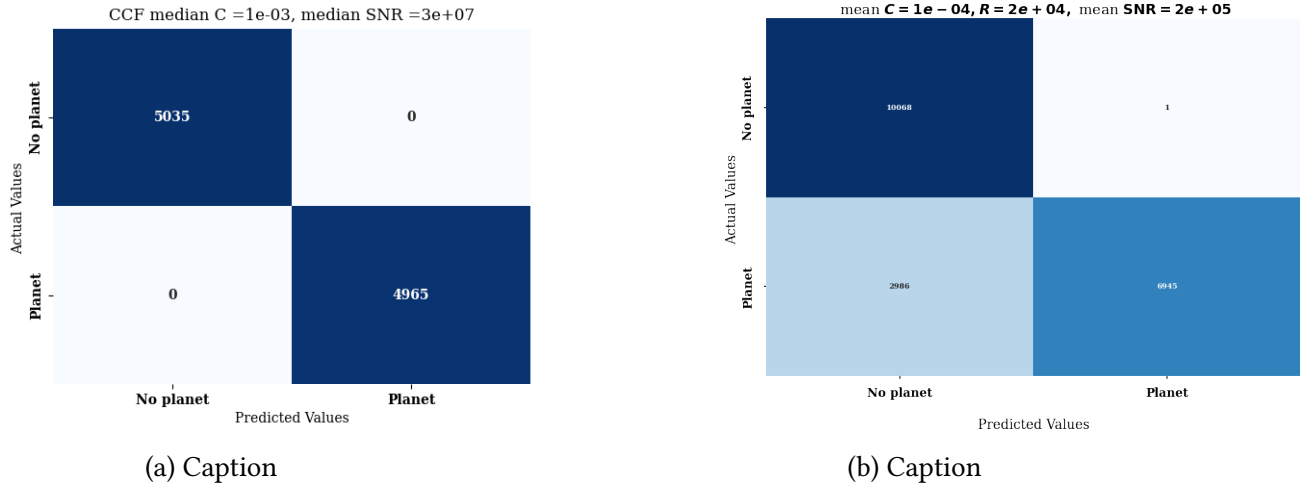 CCF median C =1e-03, median SNR =3e+07
No planet
Planet
Actual Values
5035
0
0
4965
No planet
Planet
Predicted Values
(a) Caption
mean C = 1e − 04, R = 2e + 04, mean SNR = 2e + 05
No planet
Planet
Actual Values
10068
1
2986
6945
No planet
Planet
Predicted Values
(b) Caption